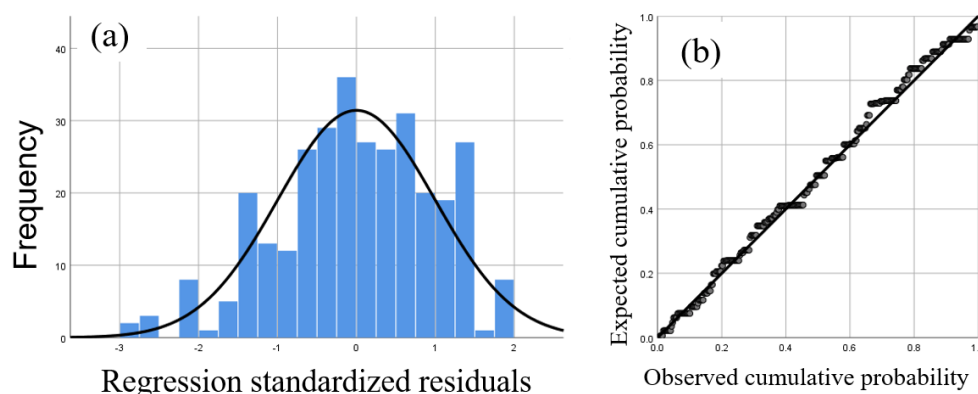 (a)
40
30
20
10
0
-3 -2 -1 0 1 2
Frequency
Regression standardized residuals
(b)
1.0
0.8
0.6
0.4
0.2
0.0
0.0 0.2 0.4 0.6 0.8 1.
Expected cumulative probability
Observed cumulative probability